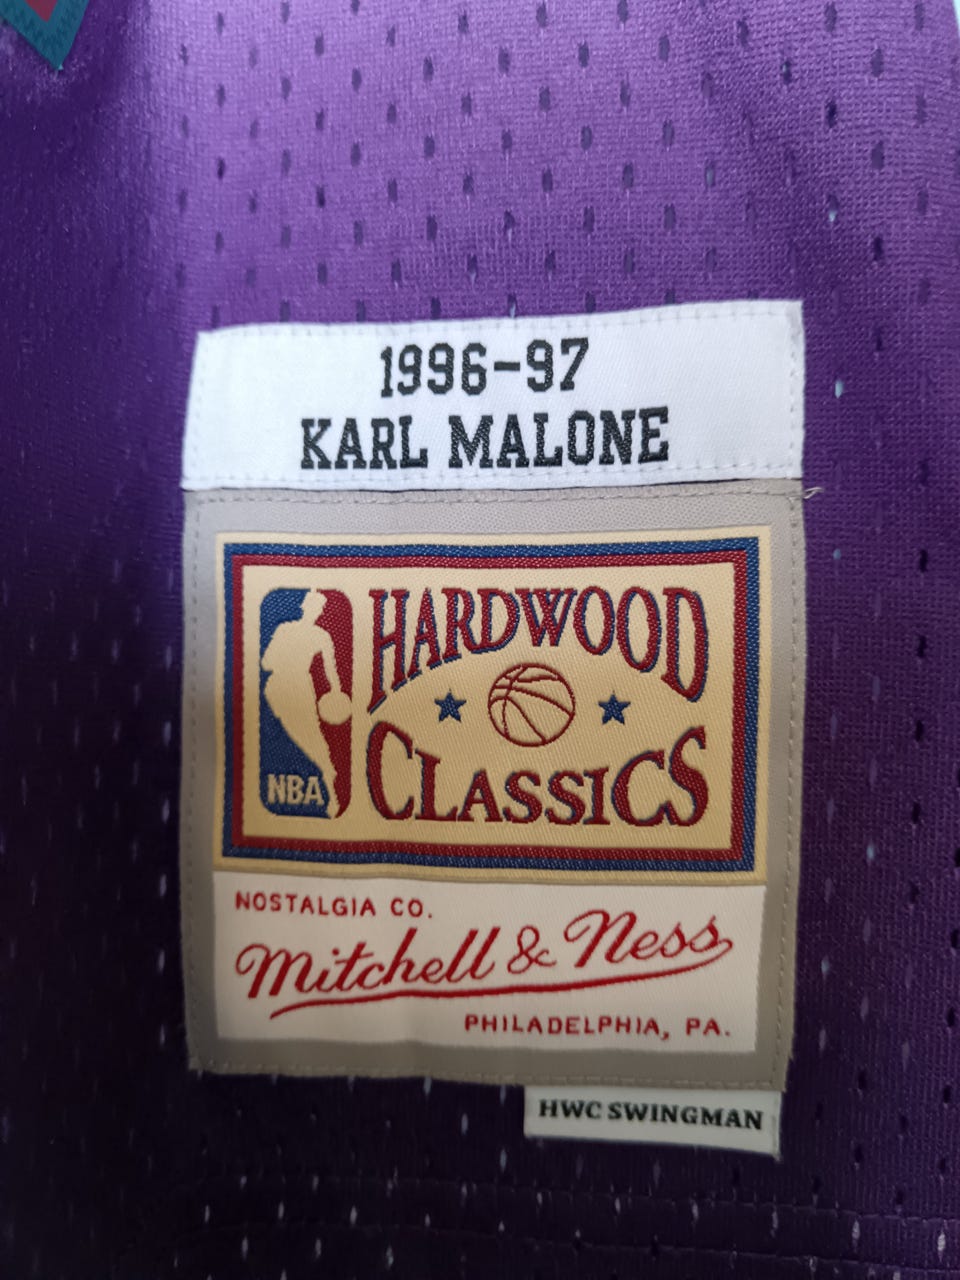 1996-97
KARL MALONE
HARDWOOD
CLASSICS
NBA
NOSTALGIA CO.
Mitchell & Ness
PHILADELPHIA, PA.
HWC SWINGMAN